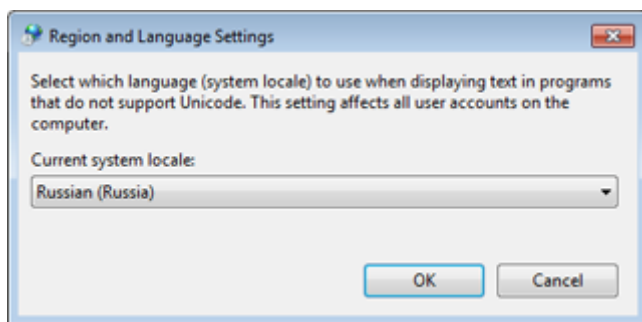 Region and Language Settings
Select which language (system locale) to use when displaying text in programs
that do not support Unicode. This setting affects all user accounts on the
computer.
Current system locale:
Russian (Russia)
OK
Cancel